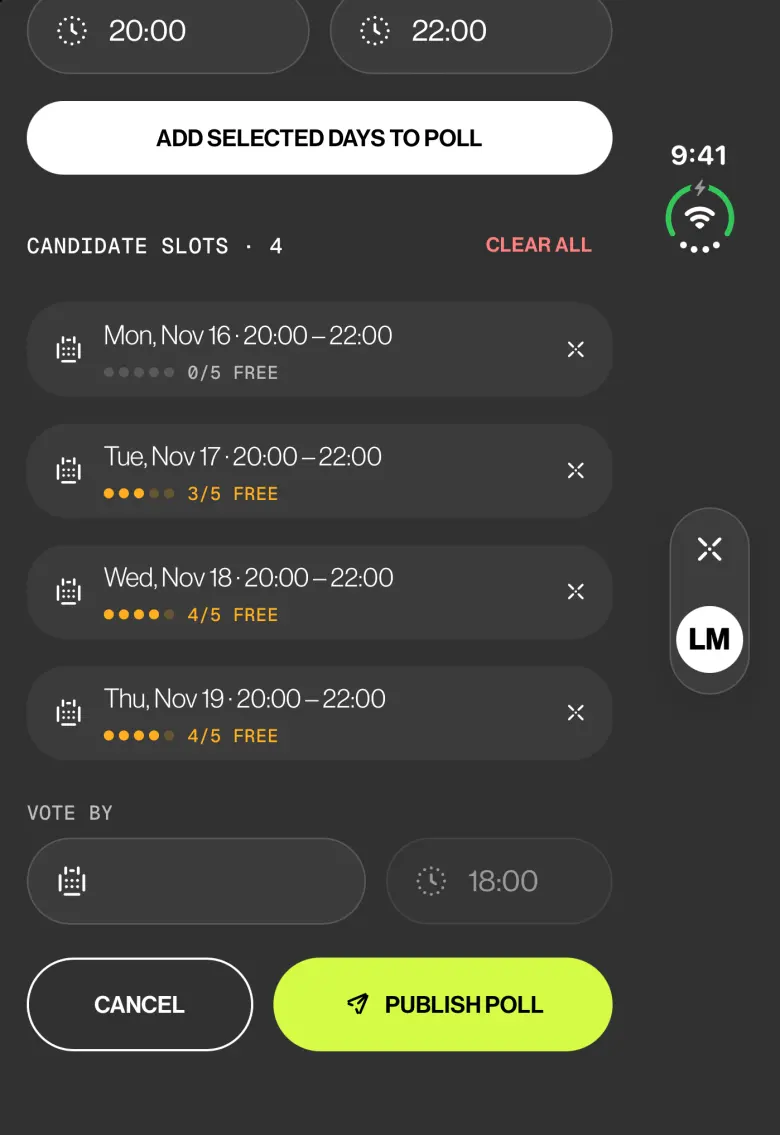 20:00
22:00
ADD SELECTED DAYS TO POLL
9:41
CANDIDATE SLOTS · 4
CLEAR ALL
Mon, Nov 16 · 20:00 – 22:00
0/5 FREE
Tue, Nov 17 · 20:00 – 22:00
3/5 FREE
Wed, Nov 18 · 20:00 – 22:00
4/5 FREE
LM
Thu, Nov 19 · 20:00 – 22:00
4/5 FREE
VOTE BY
18:00
CANCEL
PUBLISH POLL